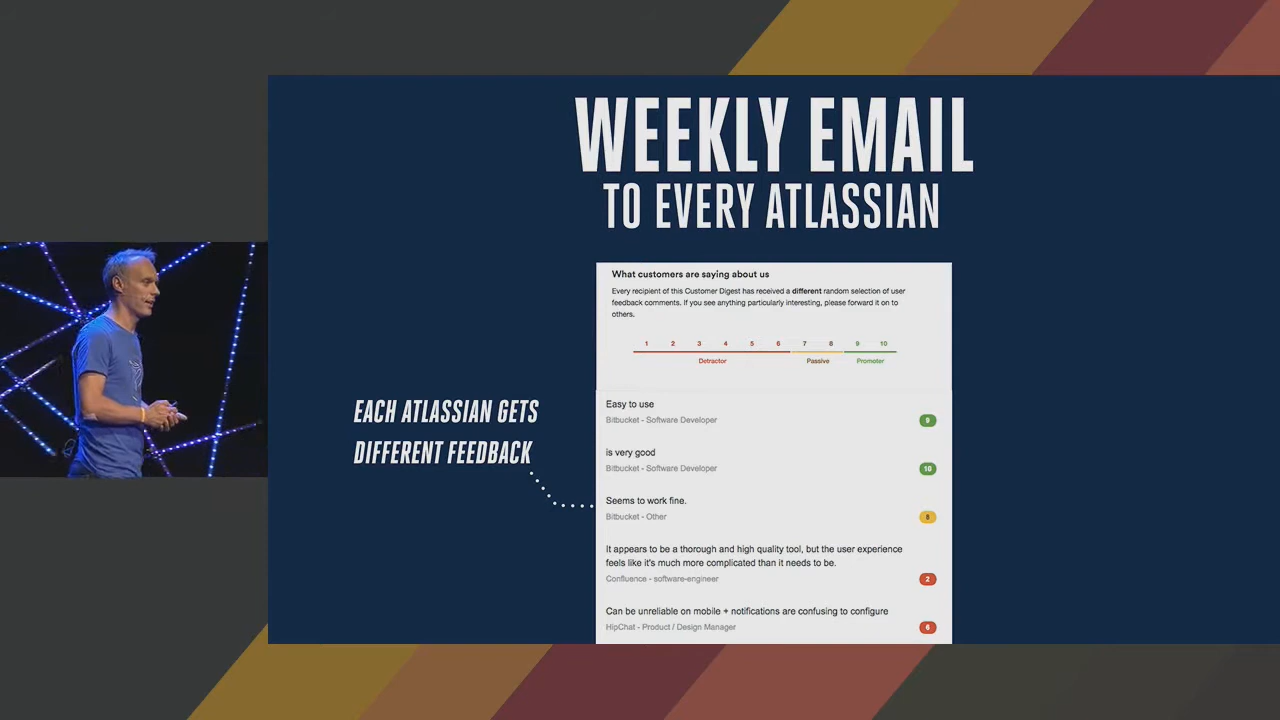 WEEKLY EMAIL
TO EVERY ATLASSIAN
What customers are saying about us
Every recipient of this Customer Digest has received a different random selection of user
feedback comments. If you see anything particularly interesting, please forward it on to
others.
1 2 3 4 5 6 7 8 9 10
Detractor Passive Promoter
EACH ATLASSIAN GETS
DIFFERENT FEEDBACK
Easy to use
Bitbucket - Software Developer 9
is very good
Bitbucket - Software Developer 10
Seems to work fine.
Bitbucket - Other 8
It appears to be a thorough and high quality tool, but the user experience
feels like it's much more complicated than it needs to be.
Confluence - software-engineer 2
Can be unreliable on mobile + notifications are confusing to configure
HipChat - Product / Design Manager 6